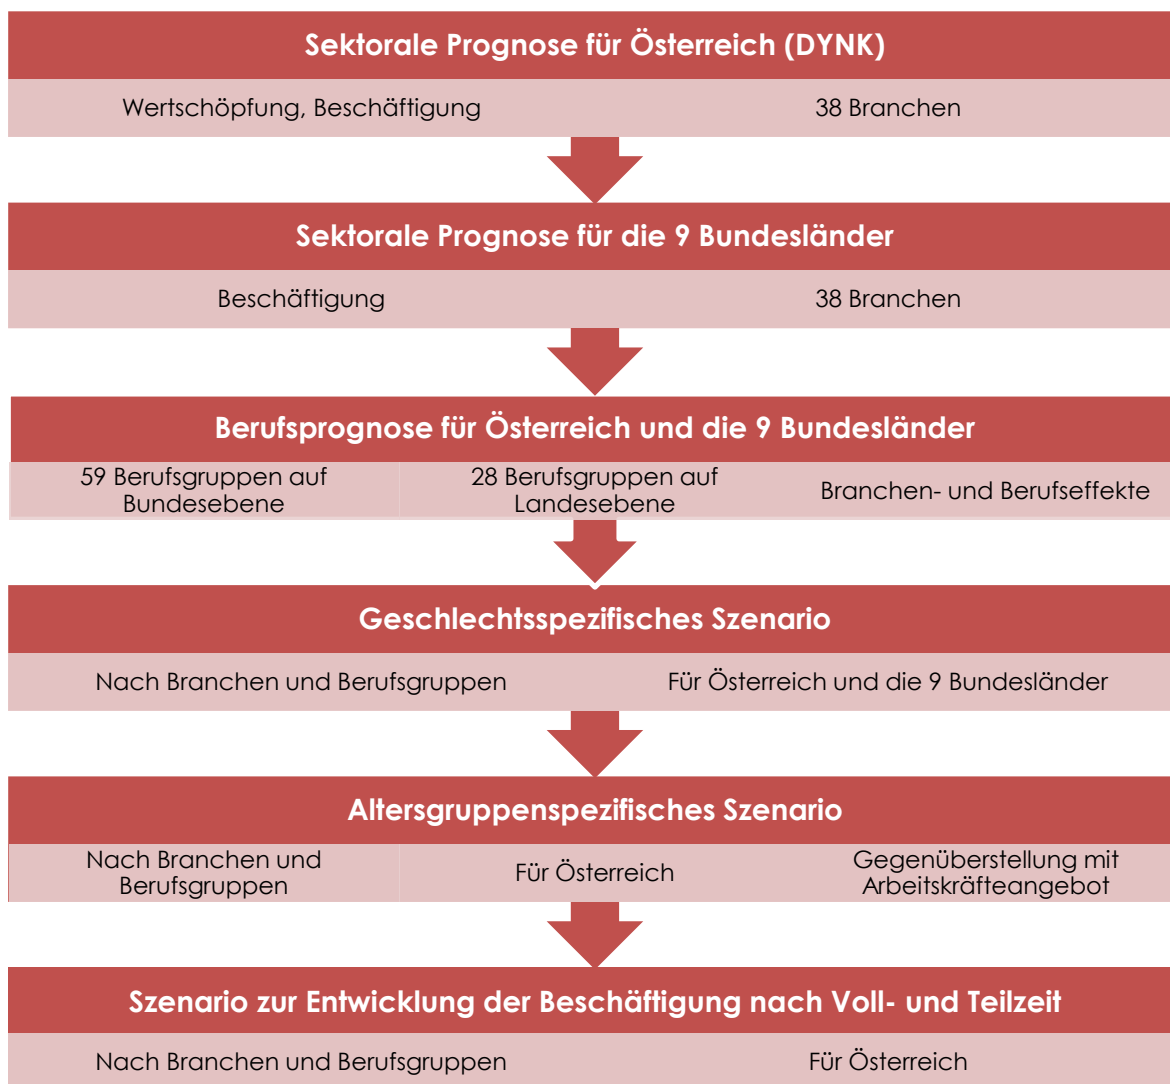 Sektorale Prognose für Österreich (DYNK)
Wertschöpfung, Beschäftigung
38 Branchen
Sektorale Prognose für die 9 Bundesländer
Beschäftigung
38 Branchen
Berufsprognose für Österreich und die 9 Bundesländer
59 Berufsgruppen auf
Bundesebene
28 Berufsgruppen auf
Landesebene
Branchen- und Berufseffekte
Geschlechtsspezifisches Szenario
Nach Branchen und Berufsgruppen
Für Österreich und die 9 Bundesländer
Altersgruppenspezifisches Szenario
Nach Branchen und
Berufsgruppen
Für Österreich
Gegenüberstellung mit
Arbeitskräfteangebot
Szenario zur Entwicklung der Beschäftigung nach Voll- und Teilzeit
Nach Branchen und Berufsgruppen
Für Österreich